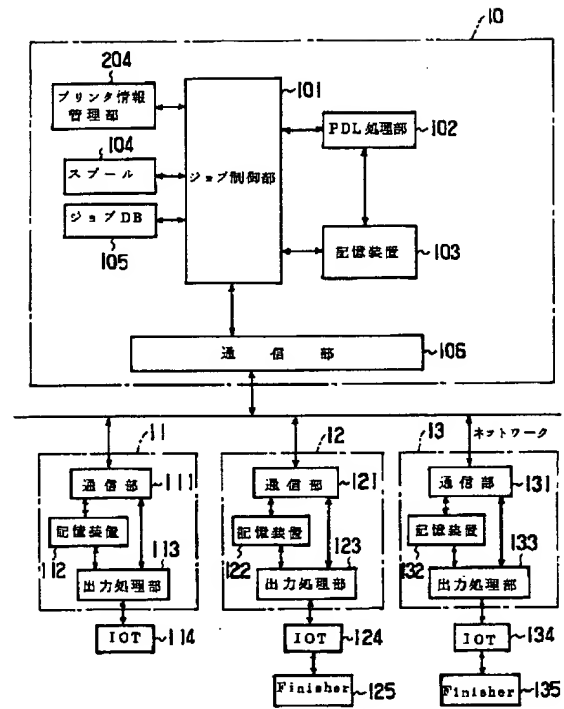 10
204
プリンタ情報
管理部
101
104
スプール
ジョブ制御部
PDL処理部
102
ジョブDB
105
記憶装置
103
通信部
106
ネットワーク
11
通信部
111
記憶装置
112
113
出力処理部
IOT
114
12
通信部
121
記憶装置
122
123
出力処理部
IOT
124
Finisher
125
13
通信部
131
記憶装置
132
133
出力処理部
IOT
134
Finisher
135